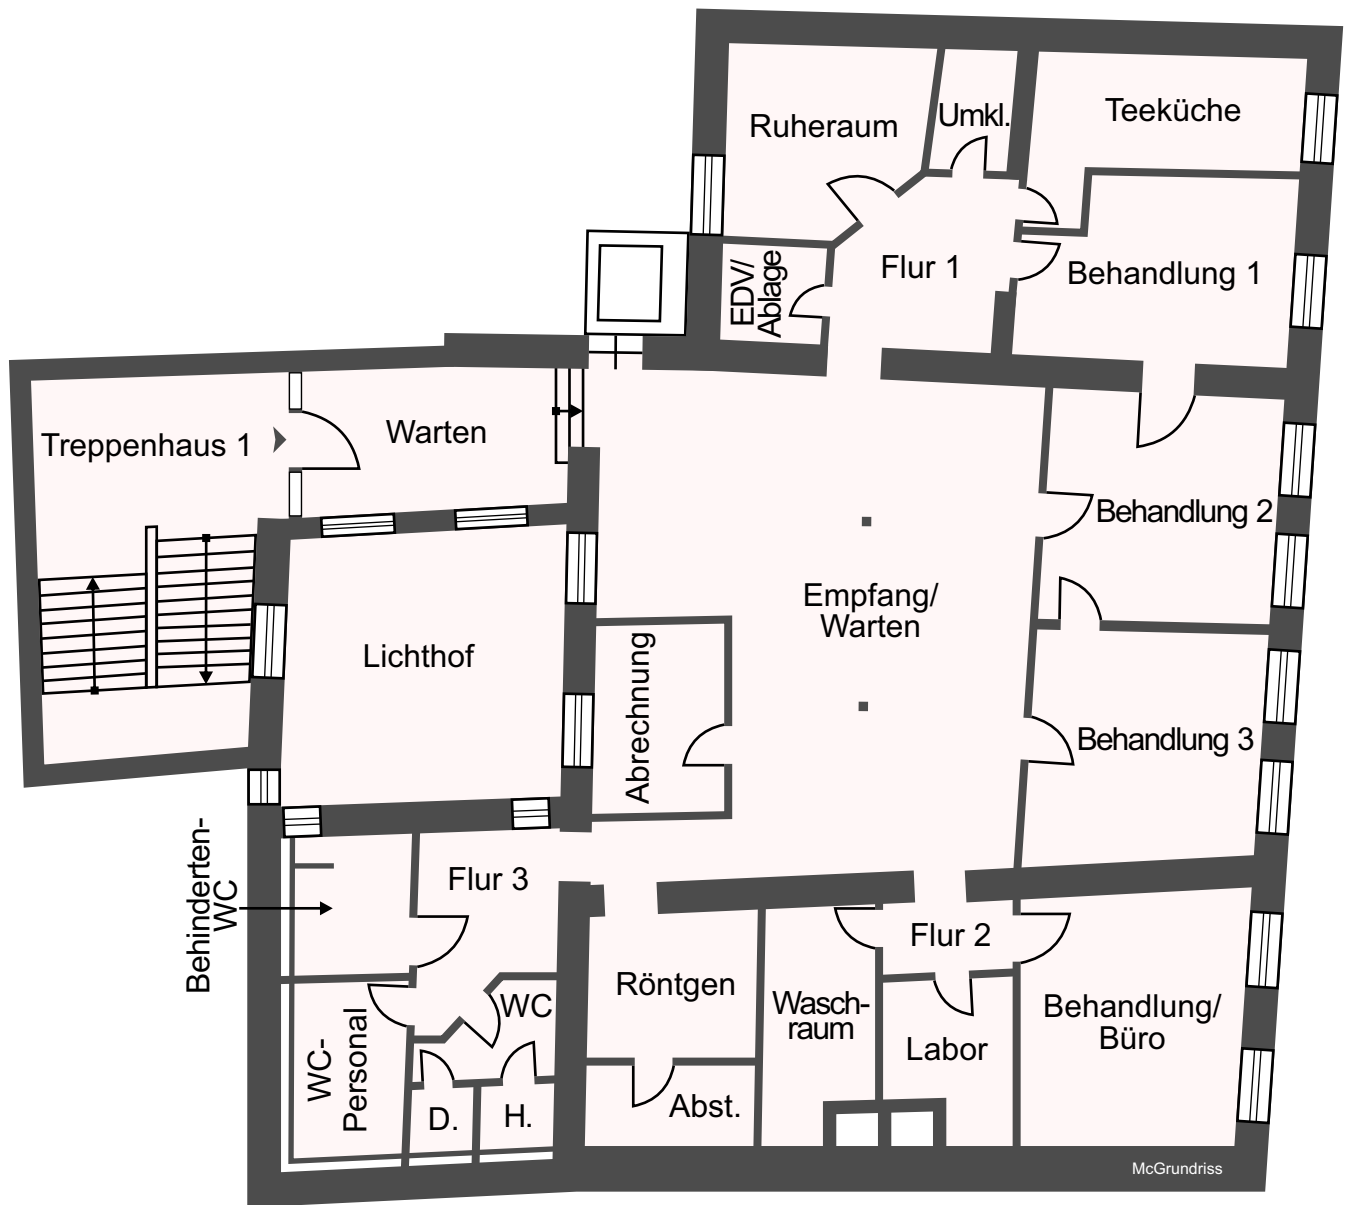 Ruheraum
Umkl.
Teeküche
EDV/
Ablage
Flur 1
Behandlung 1
Treppenhaus 1
Warten
Behandlung 2
Empfang/
Warten
Lichthof
Abrechnung
Behandlung 3
Behinderten-
WC
Flur 3
Flur 2
Röntgen
WC
Wasch-
raum
Labor
Behandlung/
Büro
WC-
Personal
D.
H.
Abst.
McGrundriss